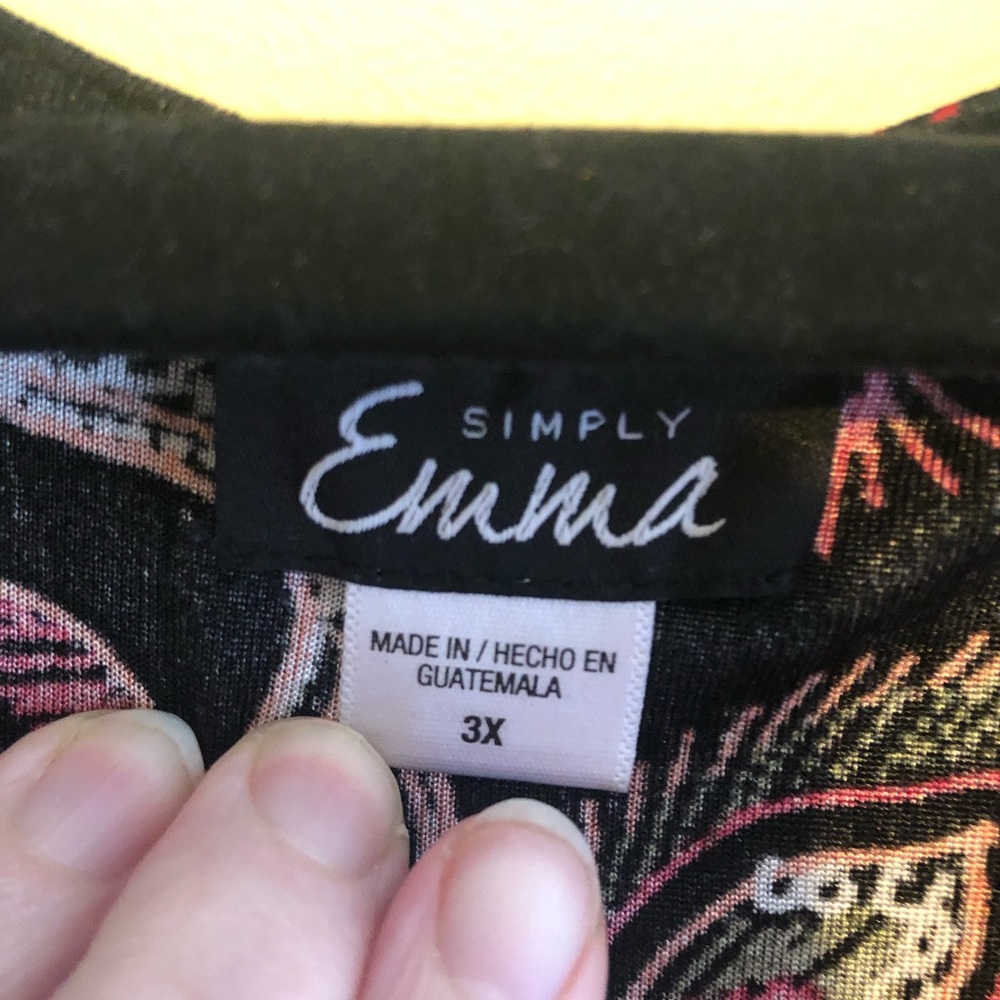 SIMPLY
Emma
MADE IN / HECHO EN
GUATEMALA
3X